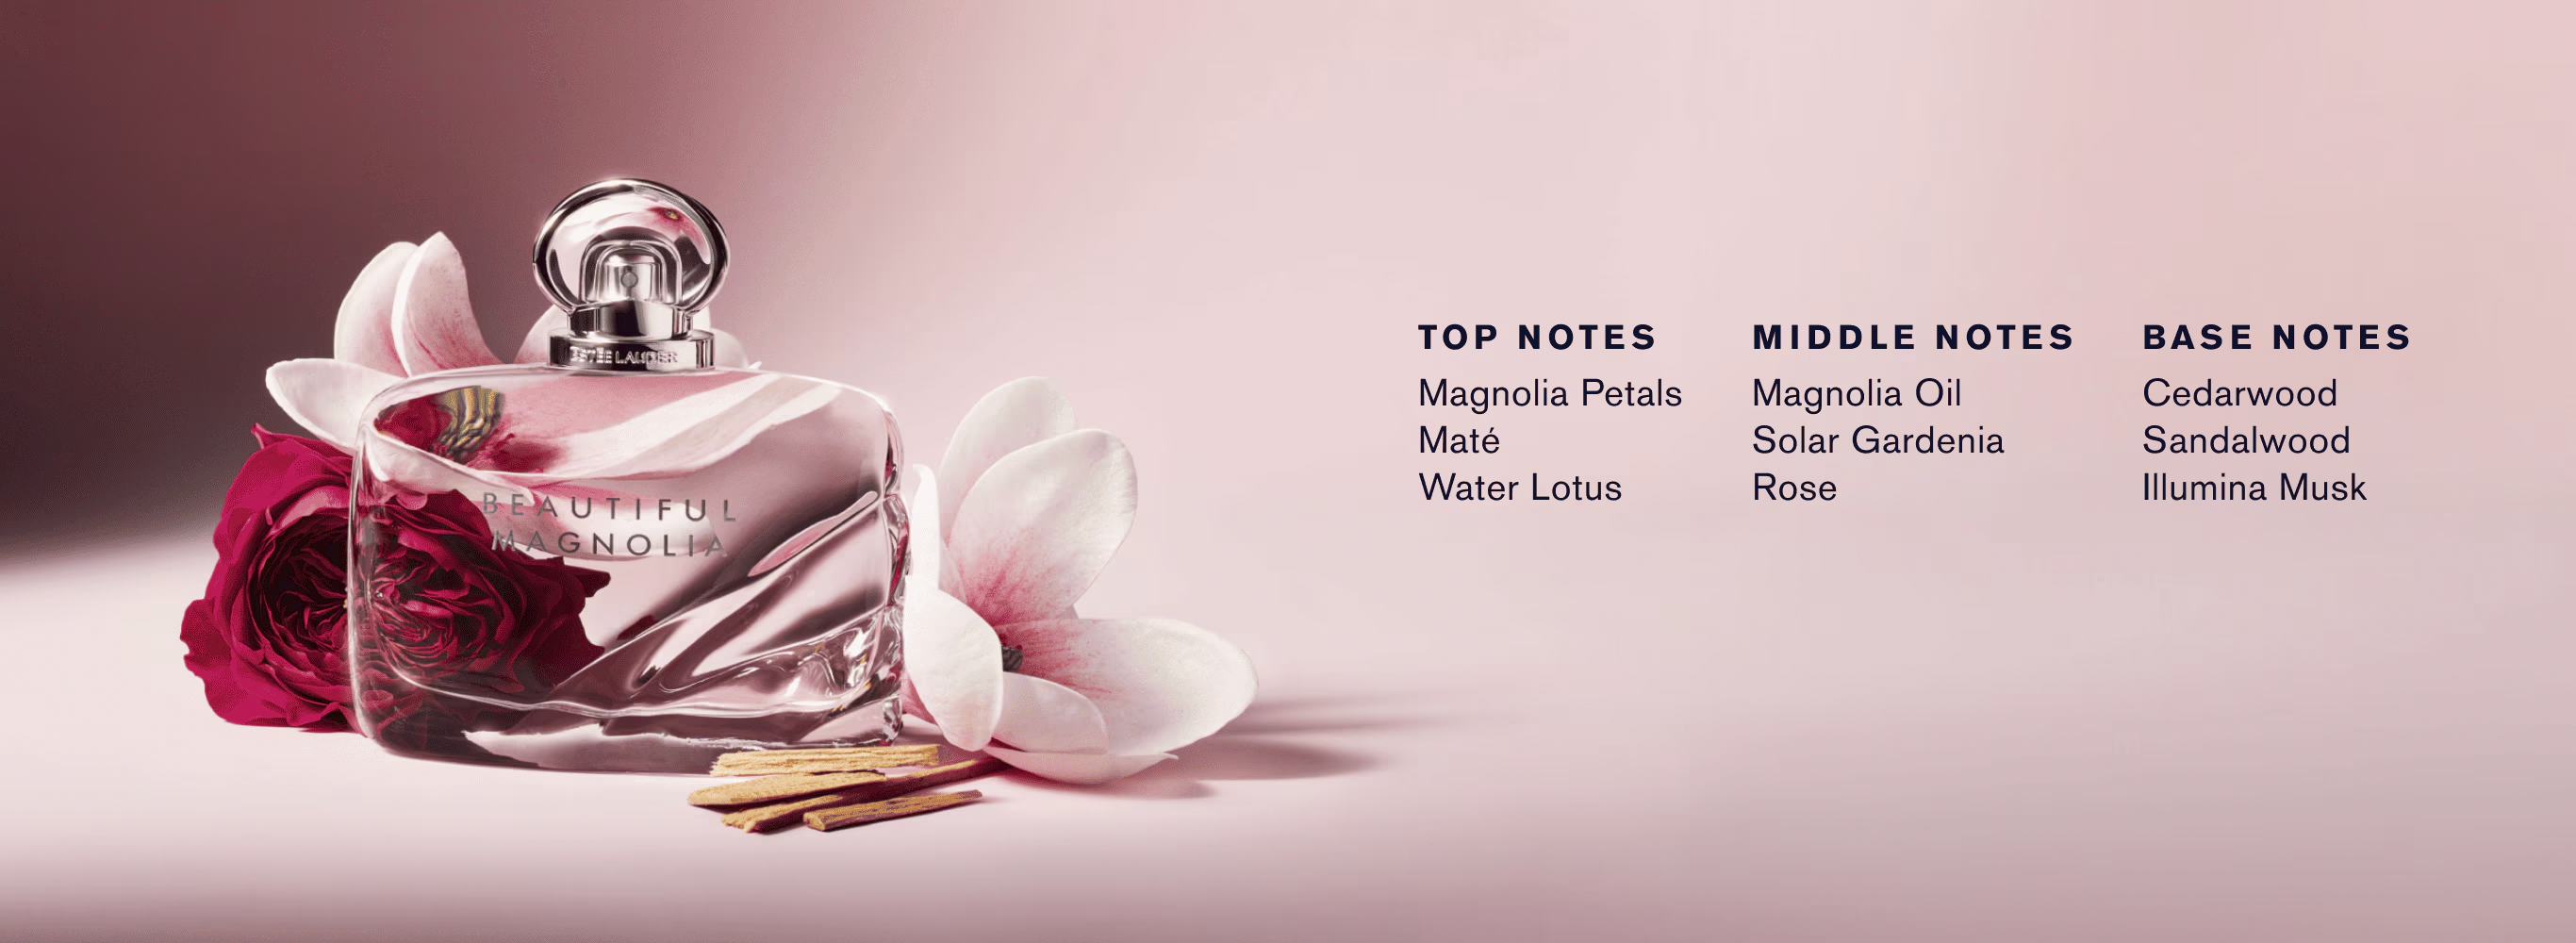 ESTĒE LAUDER
BEAUTIFUL
MAGNOLIA
TOP NOTES
Magnolia Petals
Maté
Water Lotus
MIDDLE NOTES
Magnolia Oil
Solar Gardenia
Rose
BASE NOTES
Cedarwood
Sandalwood
Illumina Musk